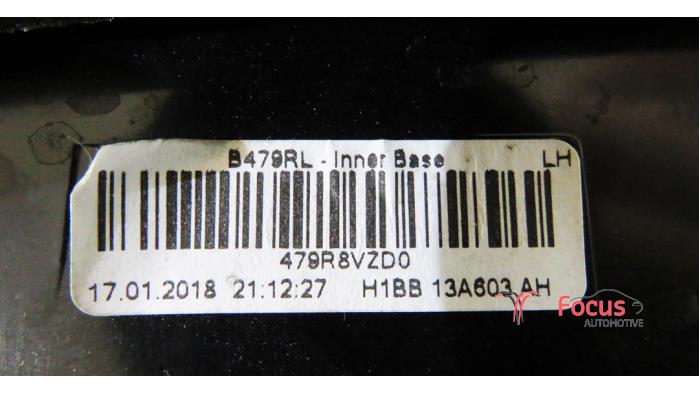 B479RL - Inner Base LH
479R8VZD0
17.01.2018 21:12:27 H1BB 13A603 AH
Focus
AUTOMOTIVE